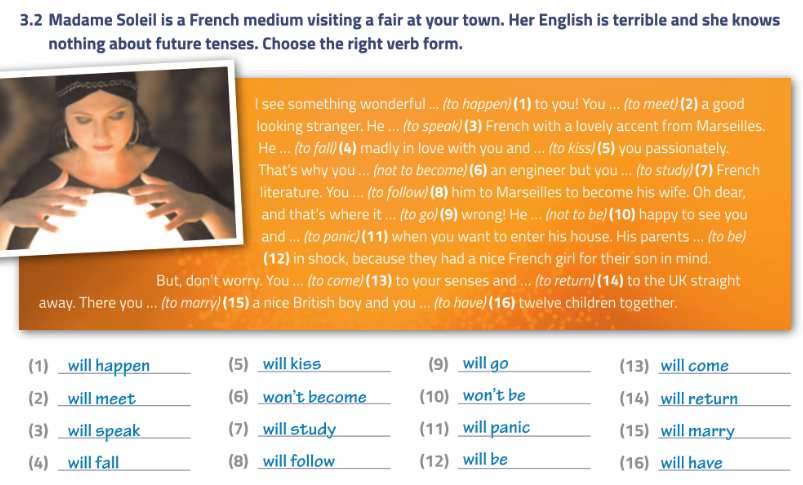 3.2 Madame Soleil is a French medium visiting a fair at your town. Her English is terrible and she knows
nothing about future tenses. Choose the right verb form.
I see something wonderful ... (to happen) (1) to you! You ... (to meet) (2) a good
looking stranger. He ... (to speak) (3) French with a lovely accent from Marseilles.
He ... (to fall) (4) madly in love with you and ... (to kiss) (5) you passionately.
That's why you ... (not to become) (6) an engineer but you ... (to study) (7) French
literature. You ... (to follow) (8) him to Marseilles to become his wife. Oh dear,
and that's where it ... (to go) (9) wrong! He ... (not to be) (10) happy to see you
and ... (to panic) (11) when you want to enter his house. His parents ... (to be)
(12) in shock, because they had a nice French girl for their son in mind.
But, don't worry. You ... (to come) (13) to your senses and ... (to return) (14) to the UK straight
away. There you ... (to marry) (15) a nice British boy and you ... (to have) (16) twelve children together.
(1) will happen
(2) will meet
(3) will speak
(4) will fall
(5) will kiss
(6) won't become
(7) will study
(8) will follow
(9) will go
(10) won't be
(11) will panic
(12) will be
(13) will come
(14) will return
(15) will marry
(16) will have